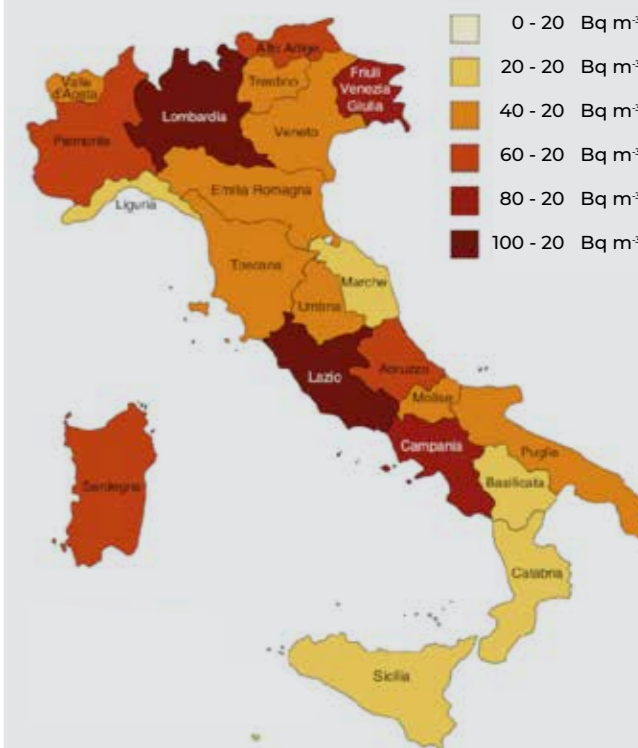 0 - 20 Bq m-3
20 - 20 Bq m-3
40 - 20 Bq m-3
60 - 20 Bq m-3
80 - 20 Bq m-3
100 - 20 Bq m-3
Alto Adige
Valle
d'Aosta
Trentino
Friuli
Venezia
Giulia
Lombardia
Piemonte
Veneto
Emilia Romagna
Liguria
Toscana
Marche
Umbria
Lazio
Abruzzo
Molise
Campania
Puglia
Basilicata
Sardegna
Calabria
Sicilia